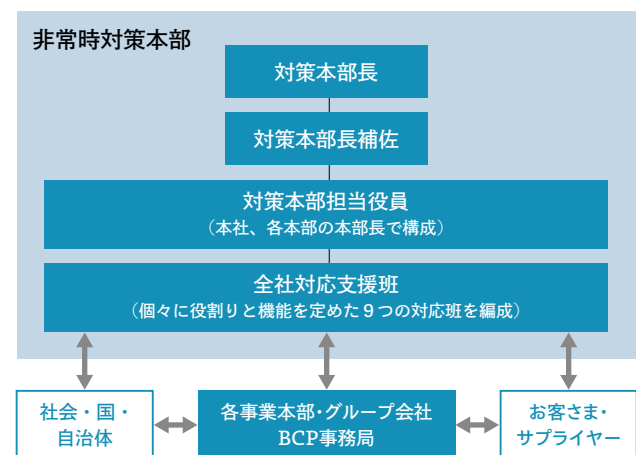 非常時対策本部
対策本部長
対策本部長補佐
対策本部担当役員
（本社、各本部の本部長で構成）
全社対応支援班
（個々に役割りと機能を定めた９つの対応班を編成）
社会・国・
自治体
各事業本部・グループ会社
BCP事務局
お客さま・
サプライヤー